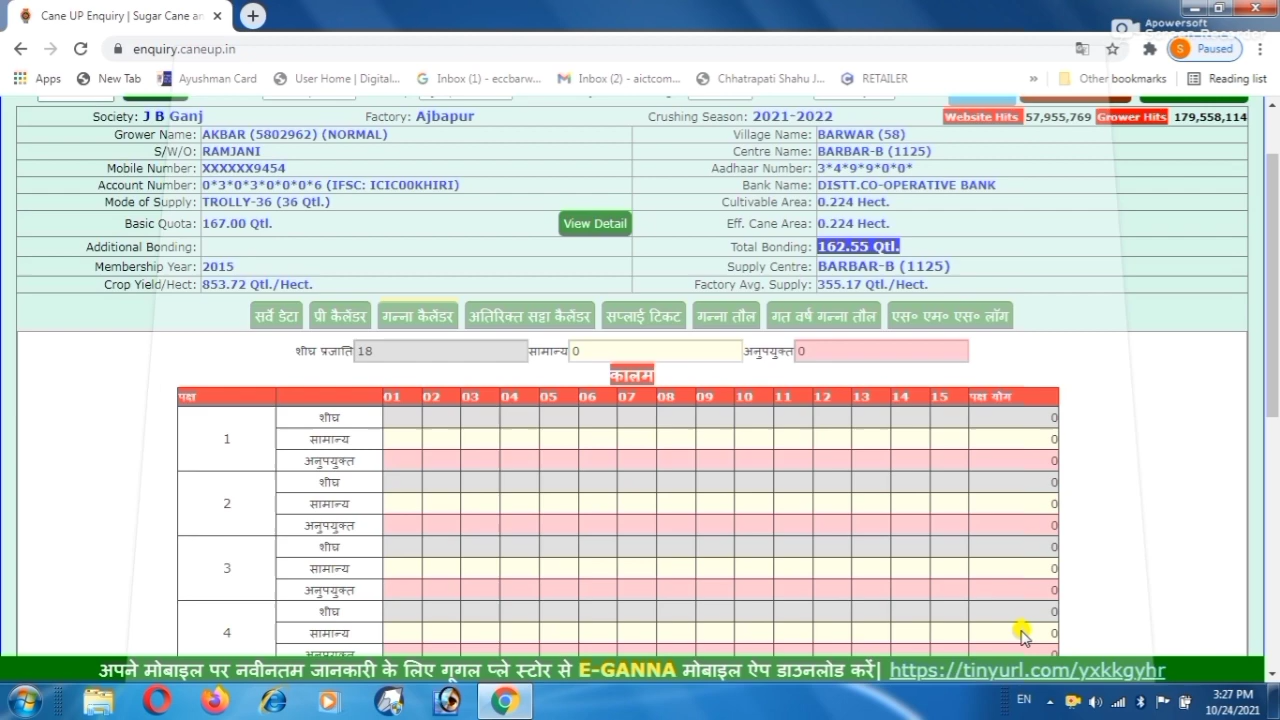 Cane UP Enquiry | Sugar Cane an
Apowersoft
Screen Recorder
enquiry.caneup.in
S Paused
Apps New Tab Ayushman Card User Home | Digital... Inbox (1) - eccbarw... Inbox (2) - aictcom... Chhatrapati Shahu J... RETAILER » Other bookmarks Reading list
Society: J B Ganj Factory: Ajbapur Crushing Season: 2021-2022 Website Hits 57,955,769 Grower Hits 179,558,114
Grower Name: AKBAR (5802962) (NORMAL) Village Name: BARWAR (58)
S/W/O: RAMJANI Centre Name: BARBAR-B (1125)
Mobile Number: XXXXXX9454 Aadhaar Number: 3*4*9*9*0*0*
Account Number: 0*3*0*3*0*0*0*6 (IFSC: ICIC00KHIRI) Bank Name: DISTT.CO-OPERATIVE BANK
Mode of Supply: TROLLY-36 (36 Qtl.) Cultivable Area: 0.224 Hect.
Basic Quota: 167.00 Qtl. View Detail Eff. Cane Area: 0.224 Hect.
Additional Bonding: Total Bonding: 162.55 Qtl.
Membership Year: 2015 Supply Centre: BARBAR-B (1125)
Crop Yield/Hect: 853.72 Qtl./Hect. Factory Avg. Supply: 355.17 Qtl./Hect.
सर्वे डेटा प्री कैलेंडर गन्ना कैलेंडर अतिरिक्त सट्टा कैलेंडर सप्लाई टिकट गन्ना तौल गत वर्ष गन्ना तौल एस० एम० एस० लॉग
शीघ्र प्रजाति 18 सामान्य 0 अनुपयुक्त 0
कालम
पक्ष 01 02 03 04 05 06 07 08 09 10 11 12 13 14 15 पक्ष योग
शीघ्र 0
1 सामान्य 0
अनुपयुक्त 0
शीघ्र 0
2 सामान्य 0
अनुपयुक्त 0
शीघ्र 0
3 सामान्य 0
अनुपयुक्त 0
शीघ्र 0
4 सामान्य 0
अनुपयुक्त 0
अपने मोबाइल पर नवीनतम जानकारी के लिए गूगल प्ले स्टोर से E-GANNA मोबाइल ऐप डाउनलोड करें| https://tinyurl.com/yxkkgyhr
EN 3:27 PM
10/24/2021